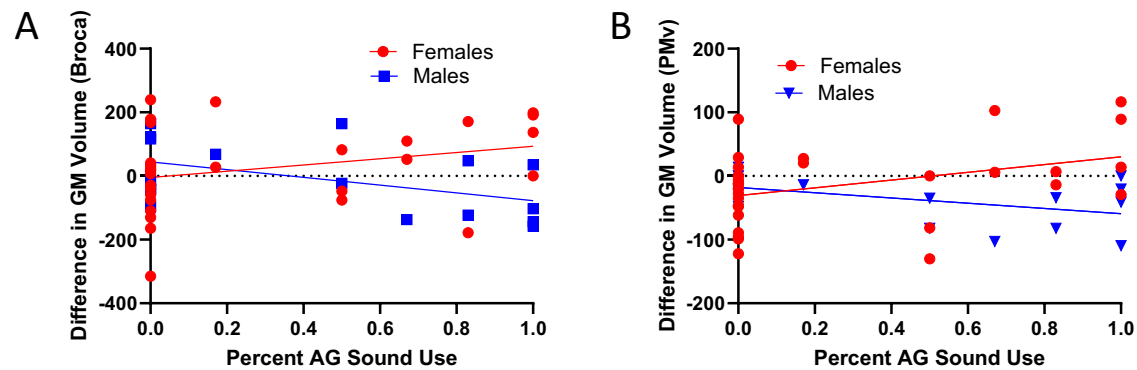 A
Difference in GM Volume (Broca)
400
200
0
-200
-400
Females
Males
0.0 0.2 0.4 0.6 0.8 1.0
Percent AG Sound Use
B
Difference in GM Volume (PMv)
200
100
0
-100
-200
Females
Males
0.0 0.2 0.4 0.6 0.8 1.0
Percent AG Sound Use